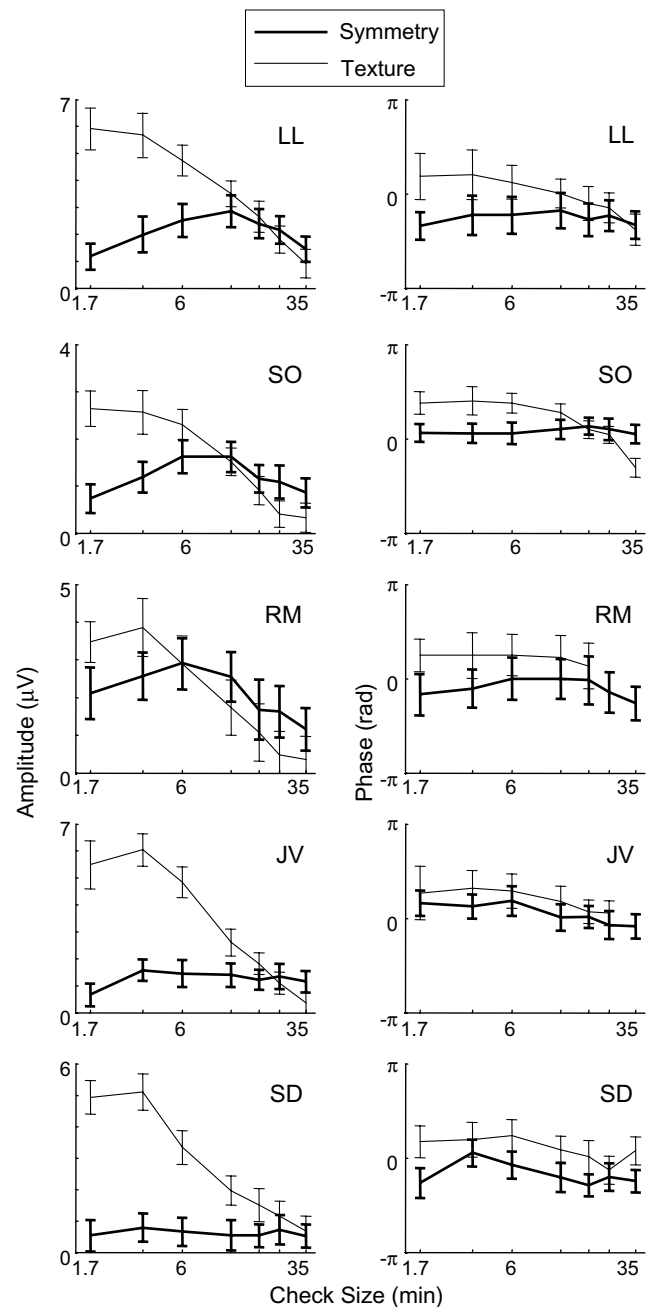 Symmetry
Texture
7 LL π LL
0
0 -π
1.7 6 35 1.7 6 35
4 SO π SO
0
0 -π
1.7 6 35 1.7 6 35
5 RM π RM
0
0 -π
1.7 6 35 1.7 6 35
7 JV π JV
0
0 -π
1.7 6 35 1.7 6 35
6 SD π SD
0
0 -π
1.7 6 35 1.7 6 35
Amplitude (μV)
Phase (rad)
Check Size (min)